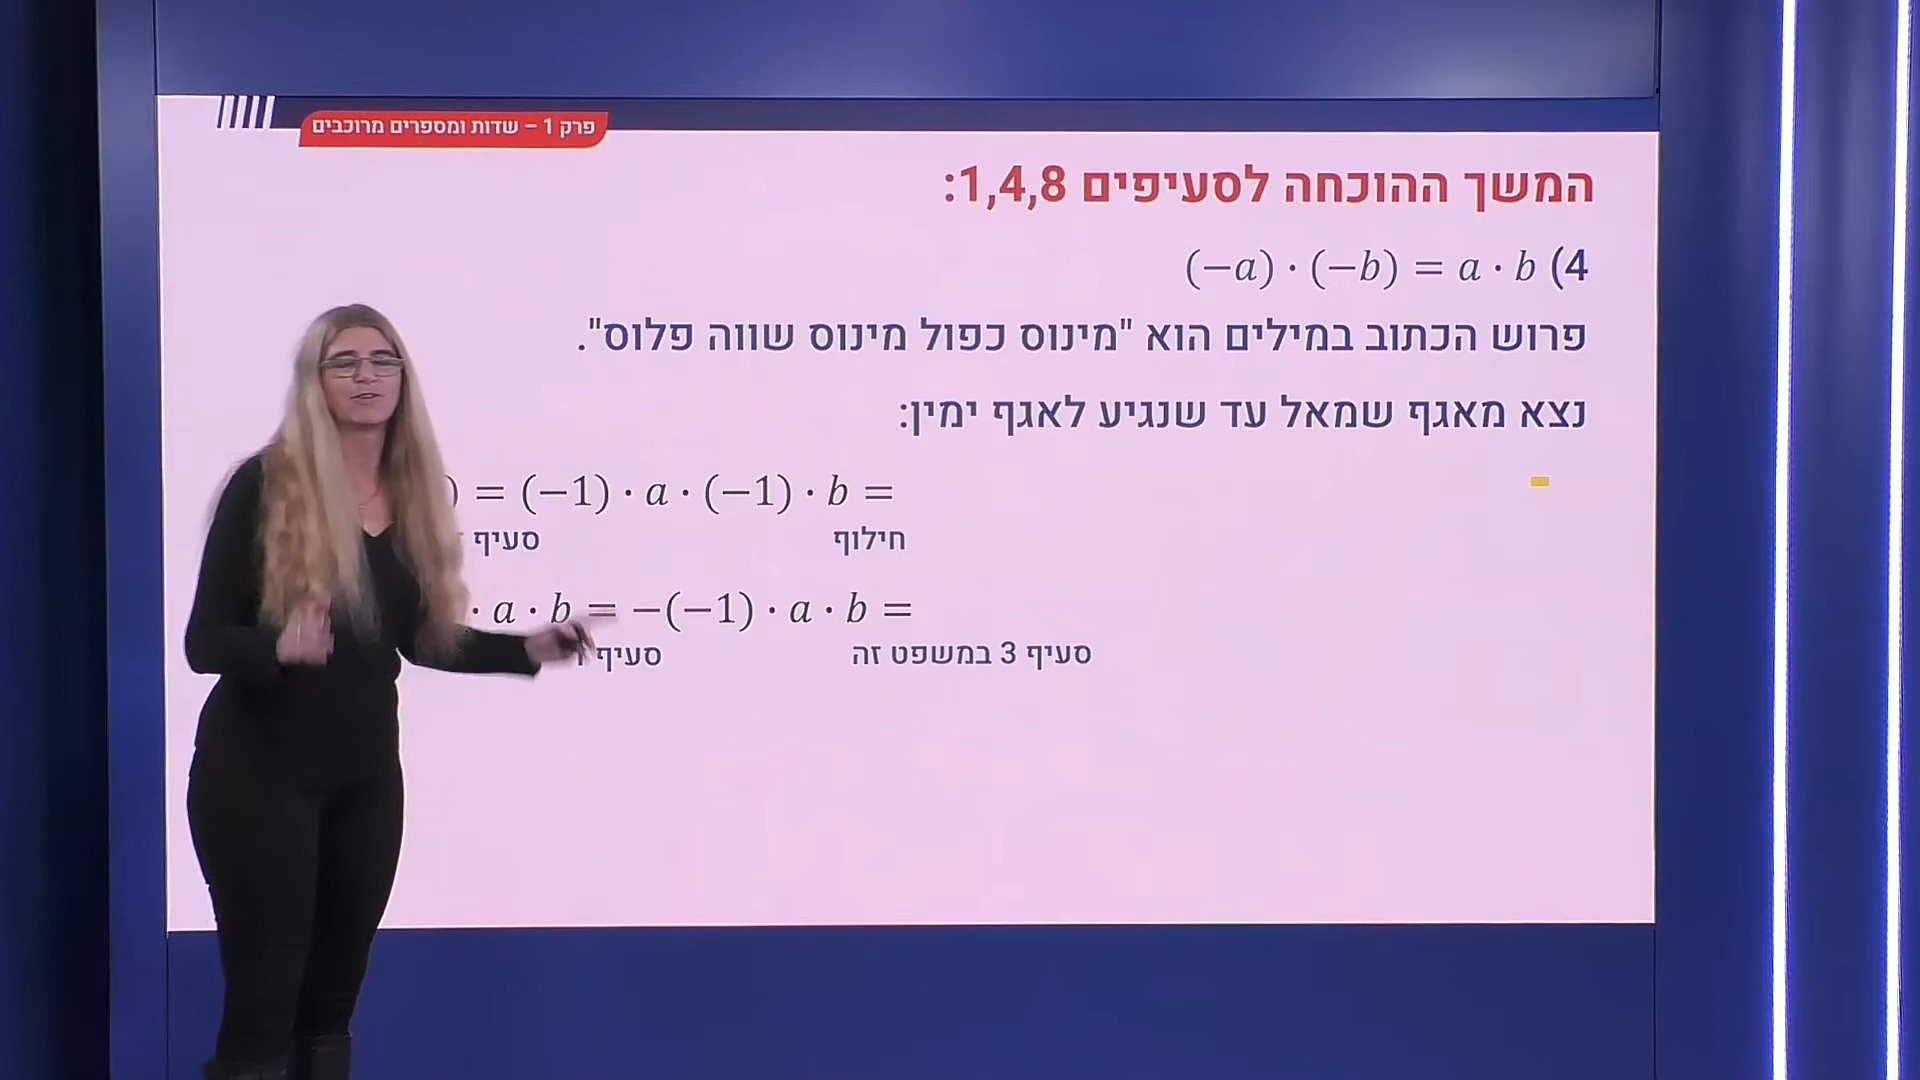 פרק 1 – שדות ומספרים מרוכבים
המשך ההוכחה לסעיפים 1,4,8:
4) (−a) · (−b) = a · b
פרוש הכתוב במילים הוא "מינוס כפול מינוס שווה פלוס".
נצא מאגף שמאל עד שנגיע לאגף ימין:
) = (−1) · a · (−1) · b =
סעיף חילוף
· a · b = −(−1) · a · b =
סעיף סעיף 3 במשפט זה